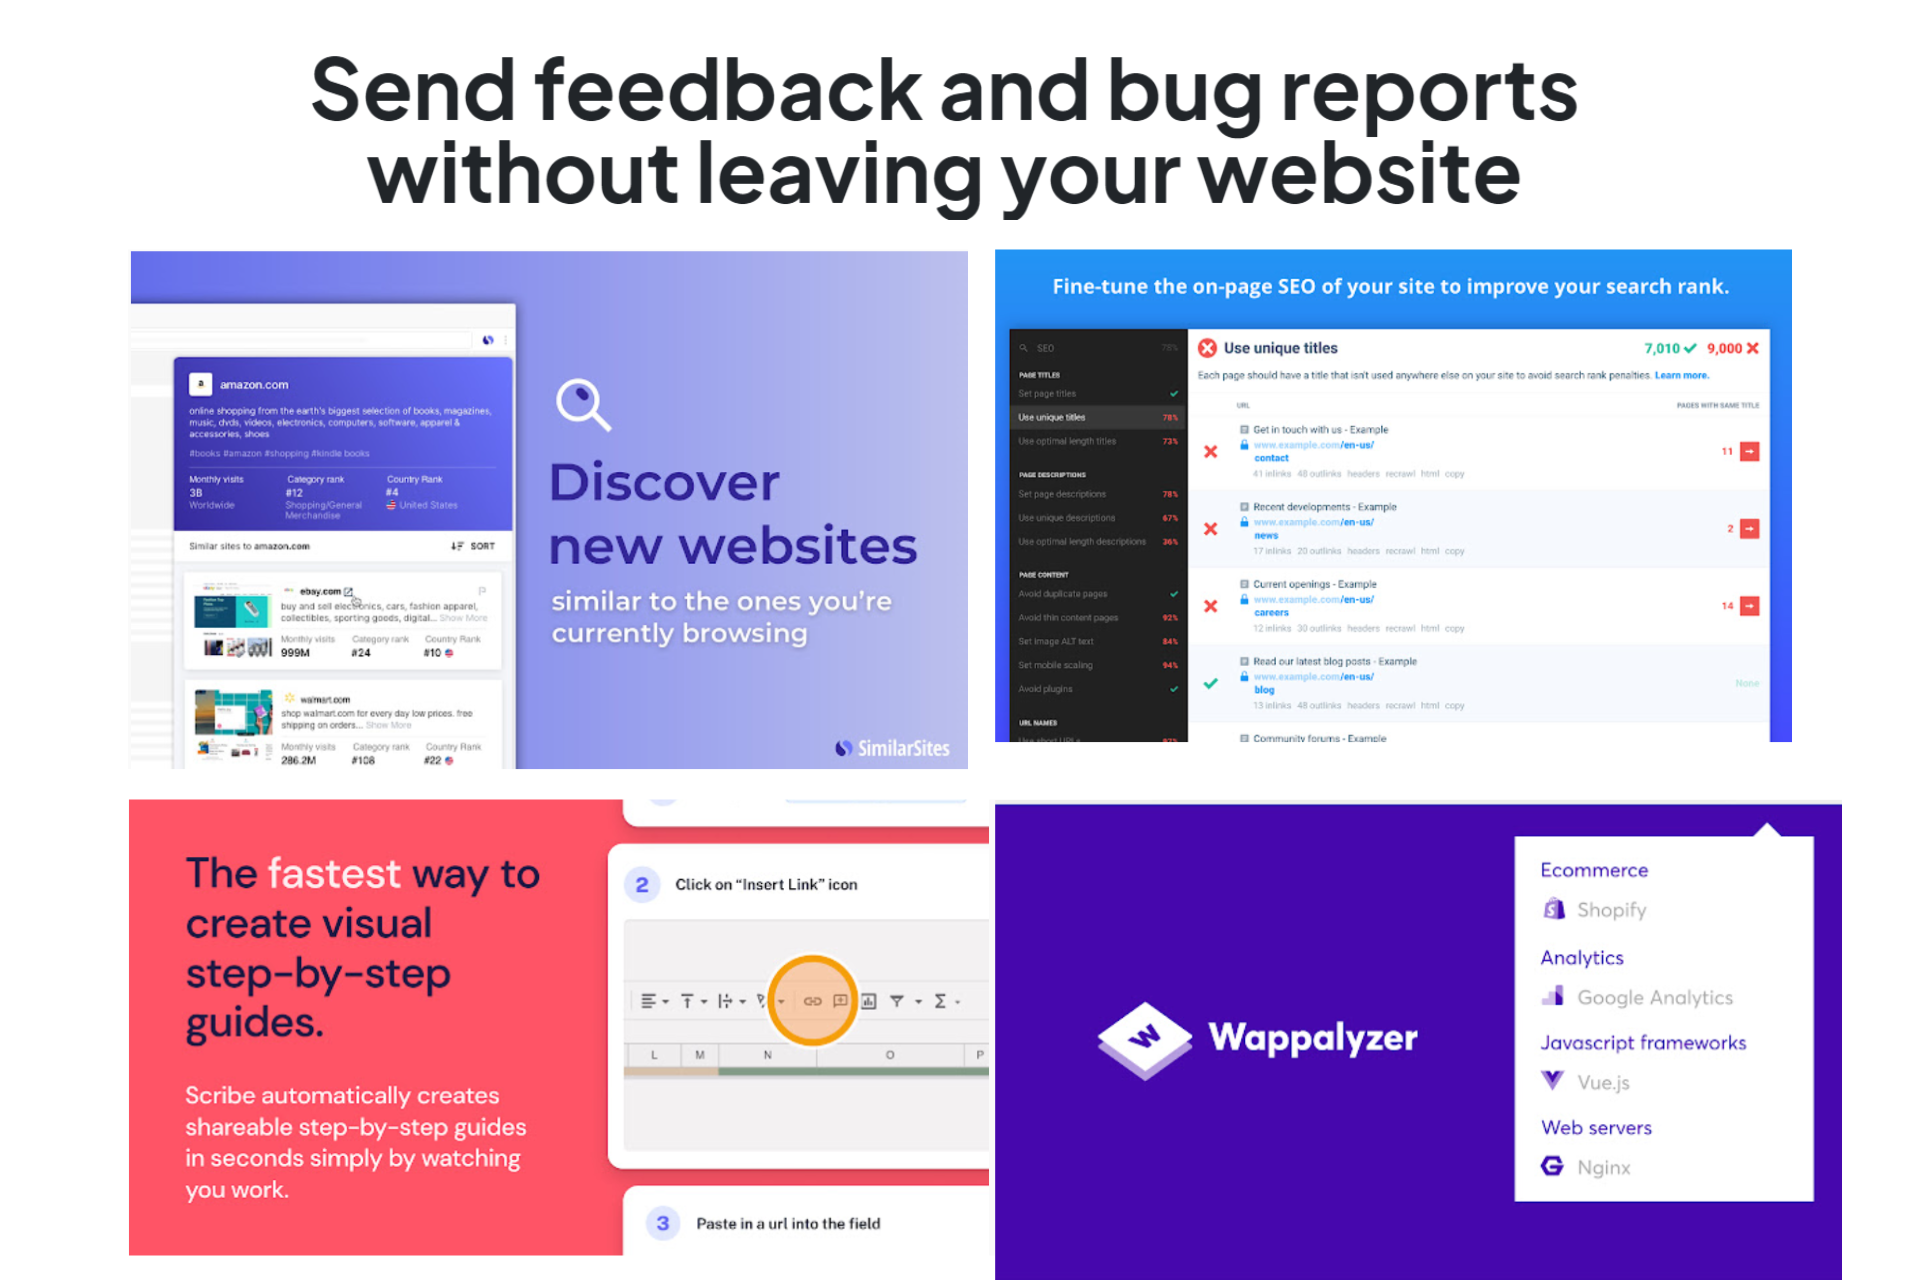 Send feedback and bug reports
without leaving your website
amazon.com
online shopping from the earth's biggest selection of books, magazines,
music, dvds, videos, electronics, computers, software, apparel &
accessories, shoes
#books #amazon #shopping #kindle books
Monthly visits Category rank Country Rank
3B #12 #4
Worldwide Shopping/General United States
Merchandise
Similar sites to amazon.com SORT
ebay.com
buy and sell electronics, cars, fashion apparel,
collectibles, sporting goods, digital... Show More
Monthly visits Category rank Country Rank
999M #24 #10
walmart.com
shop walmart.com for every day low prices. free
shipping on orders... Show More
Monthly visits Category rank Country Rank
286.2M #108 #22
Discover
new websites
similar to the ones you're
currently browsing
SimilarSites
Fine-tune the on-page SEO of your site to improve your search rank.
SEO 78%
PAGE TITLES
Set page titles
Use unique titles 78%
Use optimal length titles 73%
PAGE DESCRIPTIONS
Set page descriptions 78%
Use unique descriptions 67%
Use optimal length descriptions 36%
PAGE CONTENT
Avoid duplicate pages
Avoid thin content pages 92%
Set image ALT text 84%
Set mobile scaling 94%
Avoid plugins
URL NAMES
Use short URLs 87%
Use unique titles 7,010 9,000
Each page should have a title that isn't used anywhere else on your site to avoid search rank penalties. Learn more.
URL PAGES WITH SAME TITLE
Get in touch with us - Example
www.example.com/en-us/
contact 11
41 inlinks 48 outlinks headers recrawl html copy
Recent developments - Example
www.example.com/en-us/
news 2
17 inlinks 20 outlinks headers recrawl html copy
Current openings - Example
www.example.com/en-us/
careers 14
12 inlinks 30 outlinks headers recrawl html copy
Read our latest blog posts - Example
www.example.com/en-us/
blog None
13 inlinks 48 outlinks headers recrawl html copy
Community forums - Example
The fastest way to
create visual
step-by-step
guides.
Scribe automatically creates
shareable step-by-step guides
in seconds simply by watching
you work.
2 Click on "Insert Link" icon
L M N O P
3 Paste in a url into the field
W Wappalyzer
Ecommerce
Shopify
Analytics
Google Analytics
Javascript frameworks
Vue.js
Web servers
Nginx